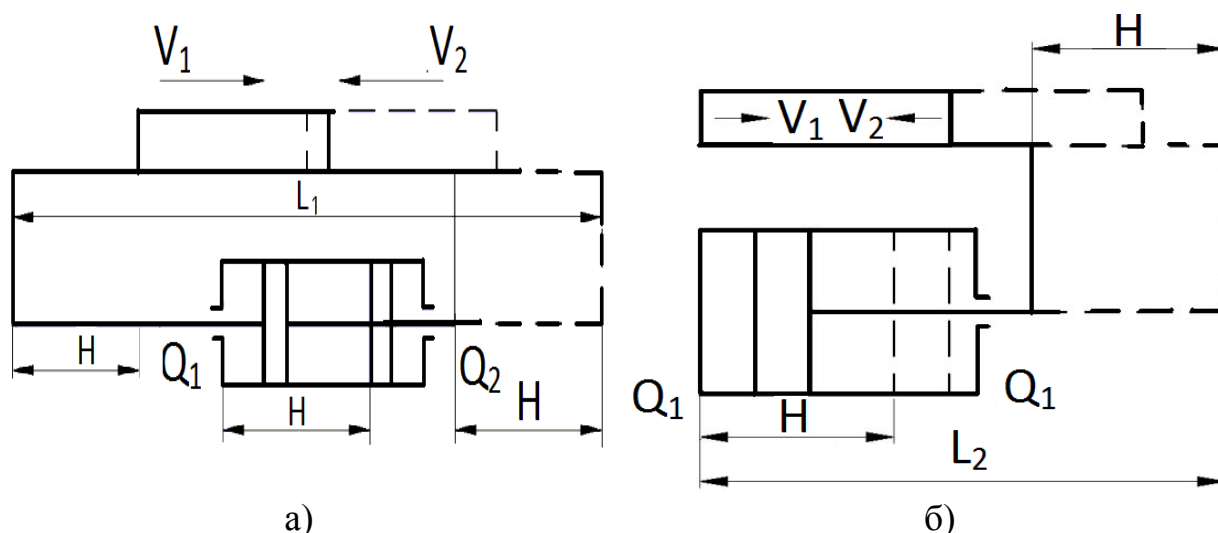 V₁ V₂
L₁
H Q₁ H Q₂ H
а)
H
V₁ V₂
Q₁ H Q₁
L₂
б)